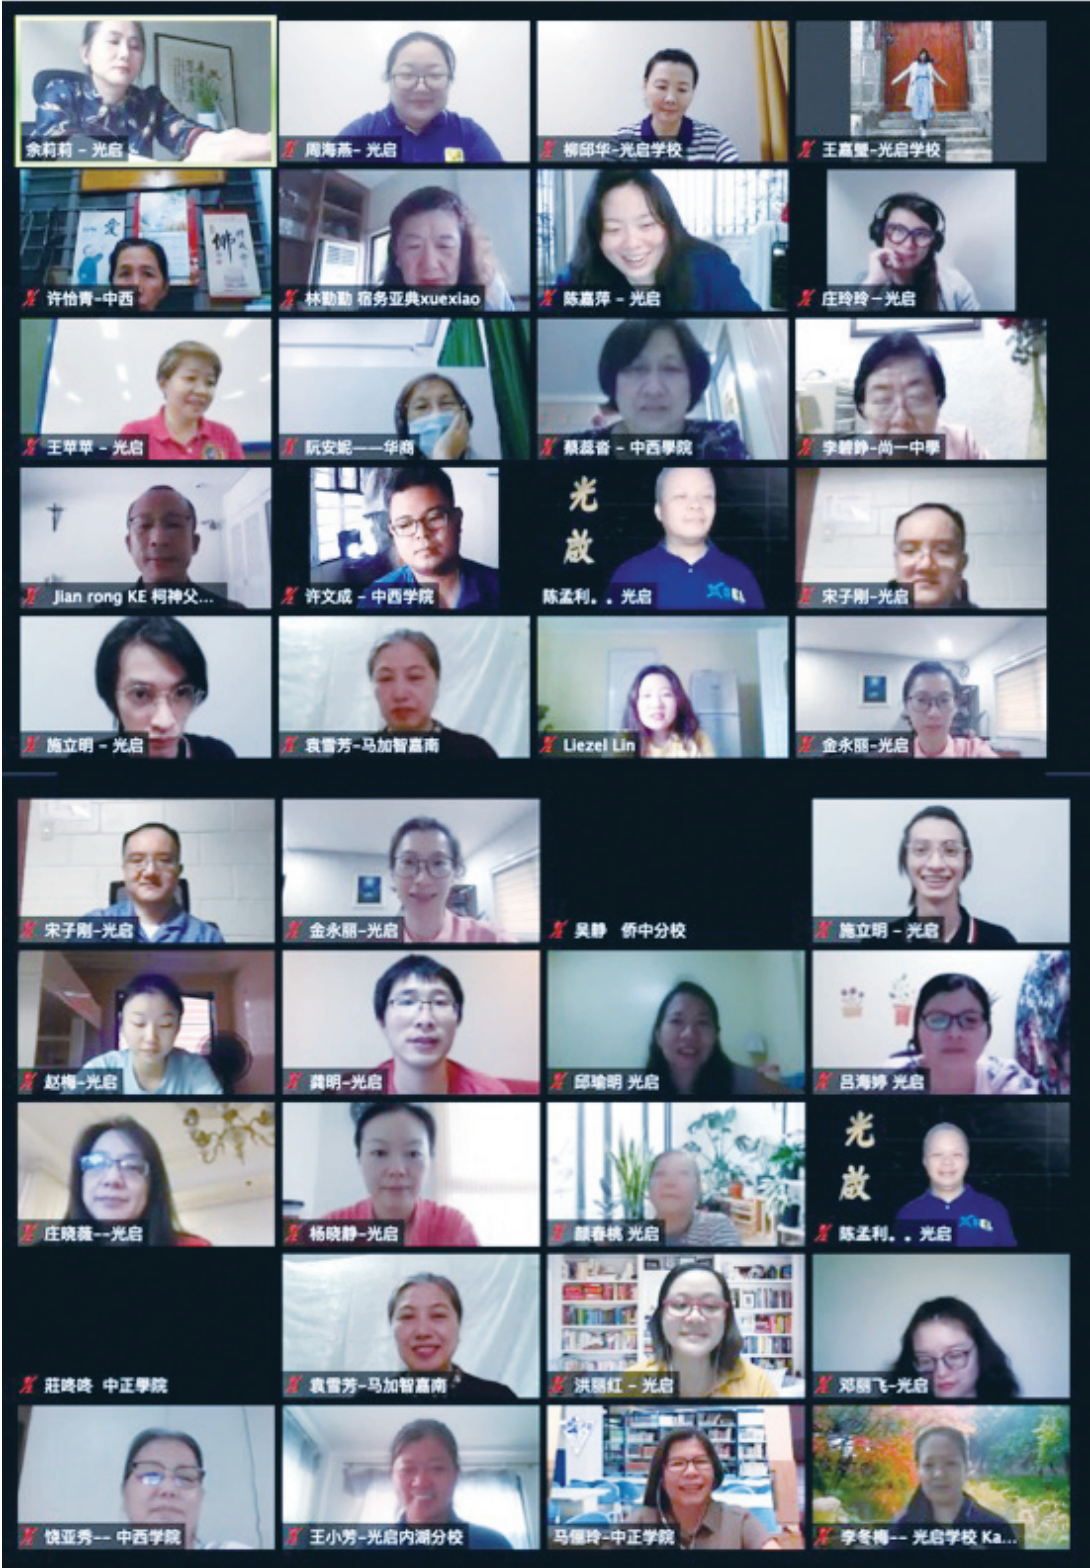 余莉莉 - 光启
周海燕- 光启
柳邱华-光启学校
王嘉璧-光启学校
许怡青-中西
林勤勤 宿务亚典xuexiao
陈嘉萍 - 光启
庄玲玲 - 光启
佛
王苹苹 - 光启
阮安妮——华商
蔡蕊音 - 中西學院
李碧静-尚一中學
Jian rong KE 柯神父...
许文成 - 中西学院
光
啟
陈孟利。。光启
宋子刚-光启
施立明 - 光启
袁雪芳-马加智嘉南
Liezel Lin
金永丽-光启
宋子刚-光启
金永丽-光启
吴静 侨中分校
施立明 - 光启
赵梅-光启
龚明-光启
邱瑜明 光启
吕海婷 光启
庄晓薇--光启
杨晓静-光启
颜春桃 光启
光
啟
陈孟利。。光启
莊咚咚 中正學院
袁雪芳-马加智嘉南
洪丽红 - 光启
邓丽飞-光启
饶亚秀-- 中西学院
王小芳-光启内湖分校
马俪玲-中正学院
李冬梅-- 光启学校 Ka...